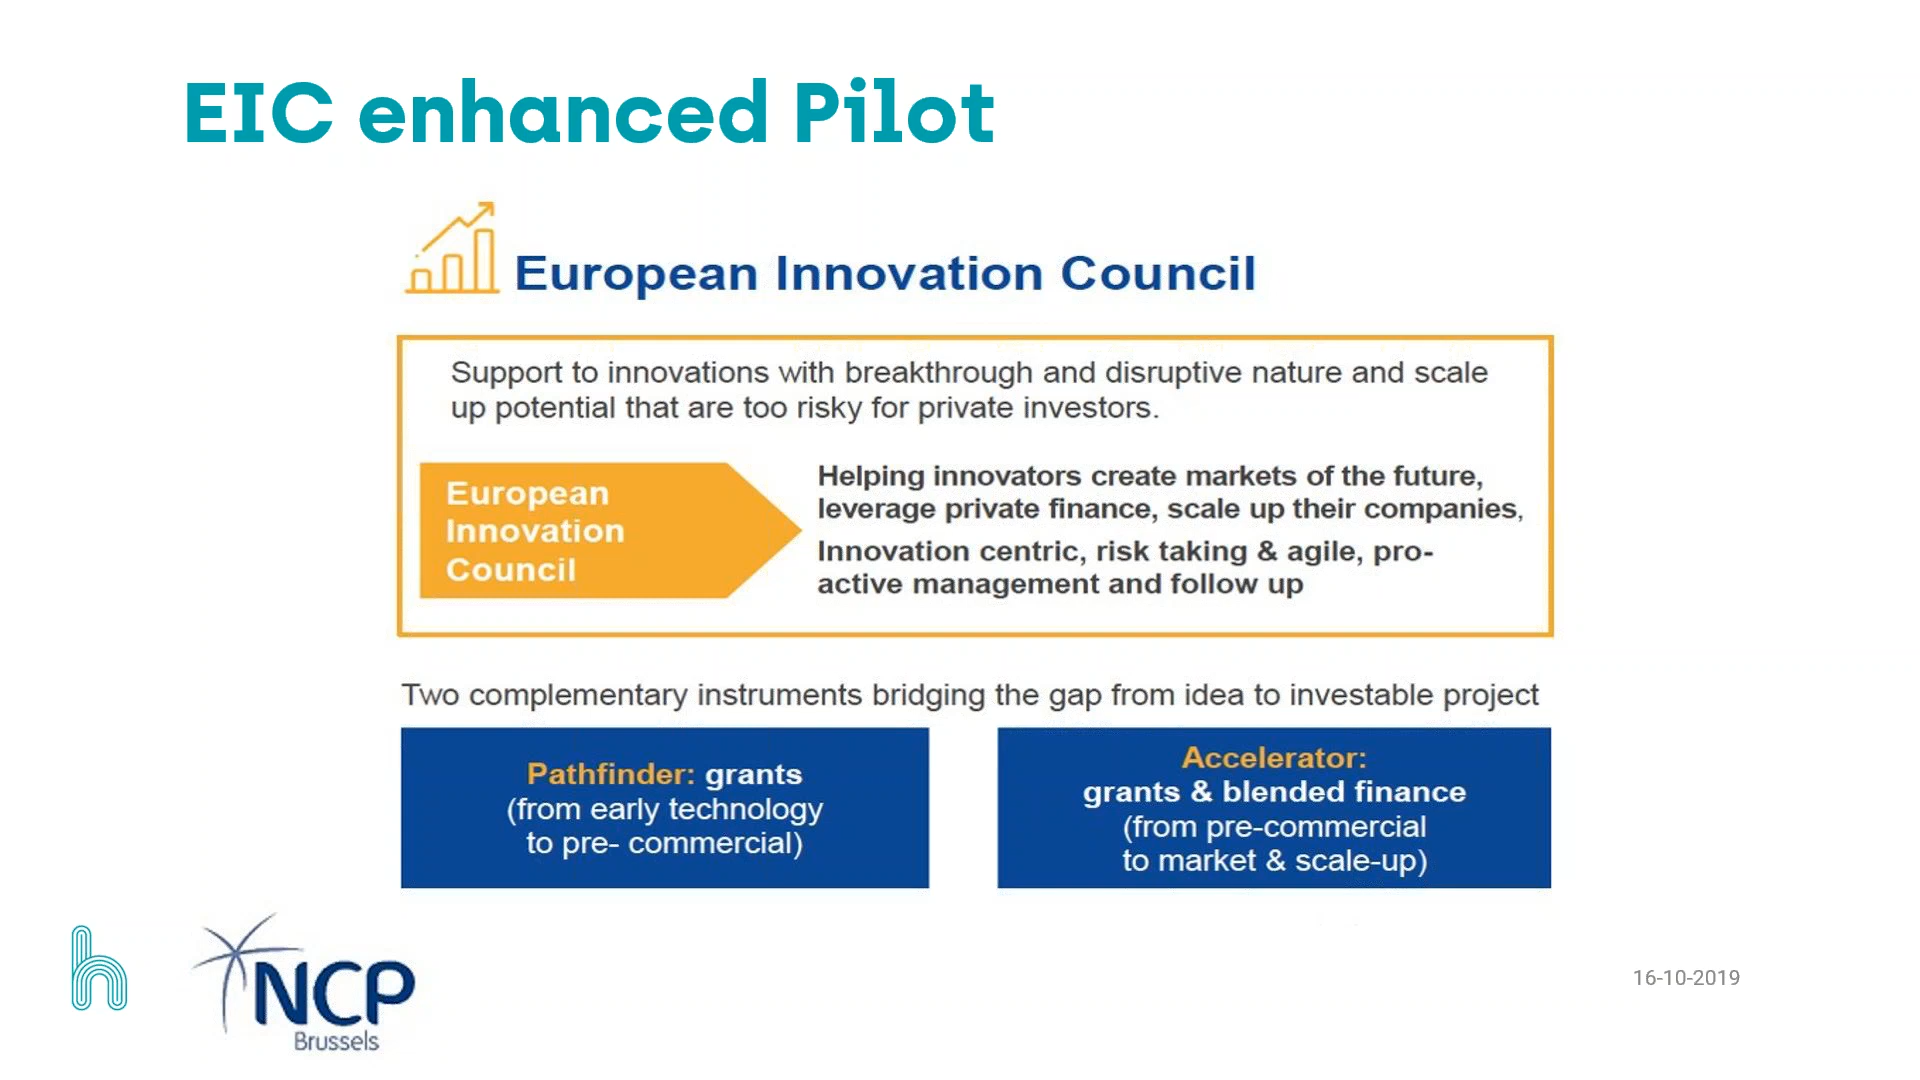 EIC enhanced Pilot
European Innovation Council
Support to innovations with breakthrough and disruptive nature and scale
up potential that are too risky for private investors.
European
Innovation
Council
Helping innovators create markets of the future,
leverage private finance, scale up their companies,
Innovation centric, risk taking & agile, pro-
active management and follow up
Two complementary instruments bridging the gap from idea to investable project
Pathfinder: grants
(from early technology
to pre- commercial)
Accelerator:
grants & blended finance
(from pre-commercial
to market & scale-up)
h
NCP
Brussels
16-10-2019